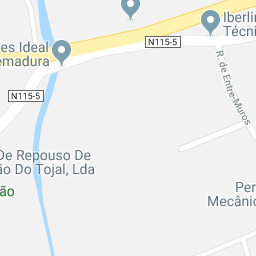 Iberlin
Técni
N115-5
es Ideal
emadura
N115-5
R. de Entre-Muros
De Repouso De
ão Do Tojal, Lda
ão
Per
Mecânic